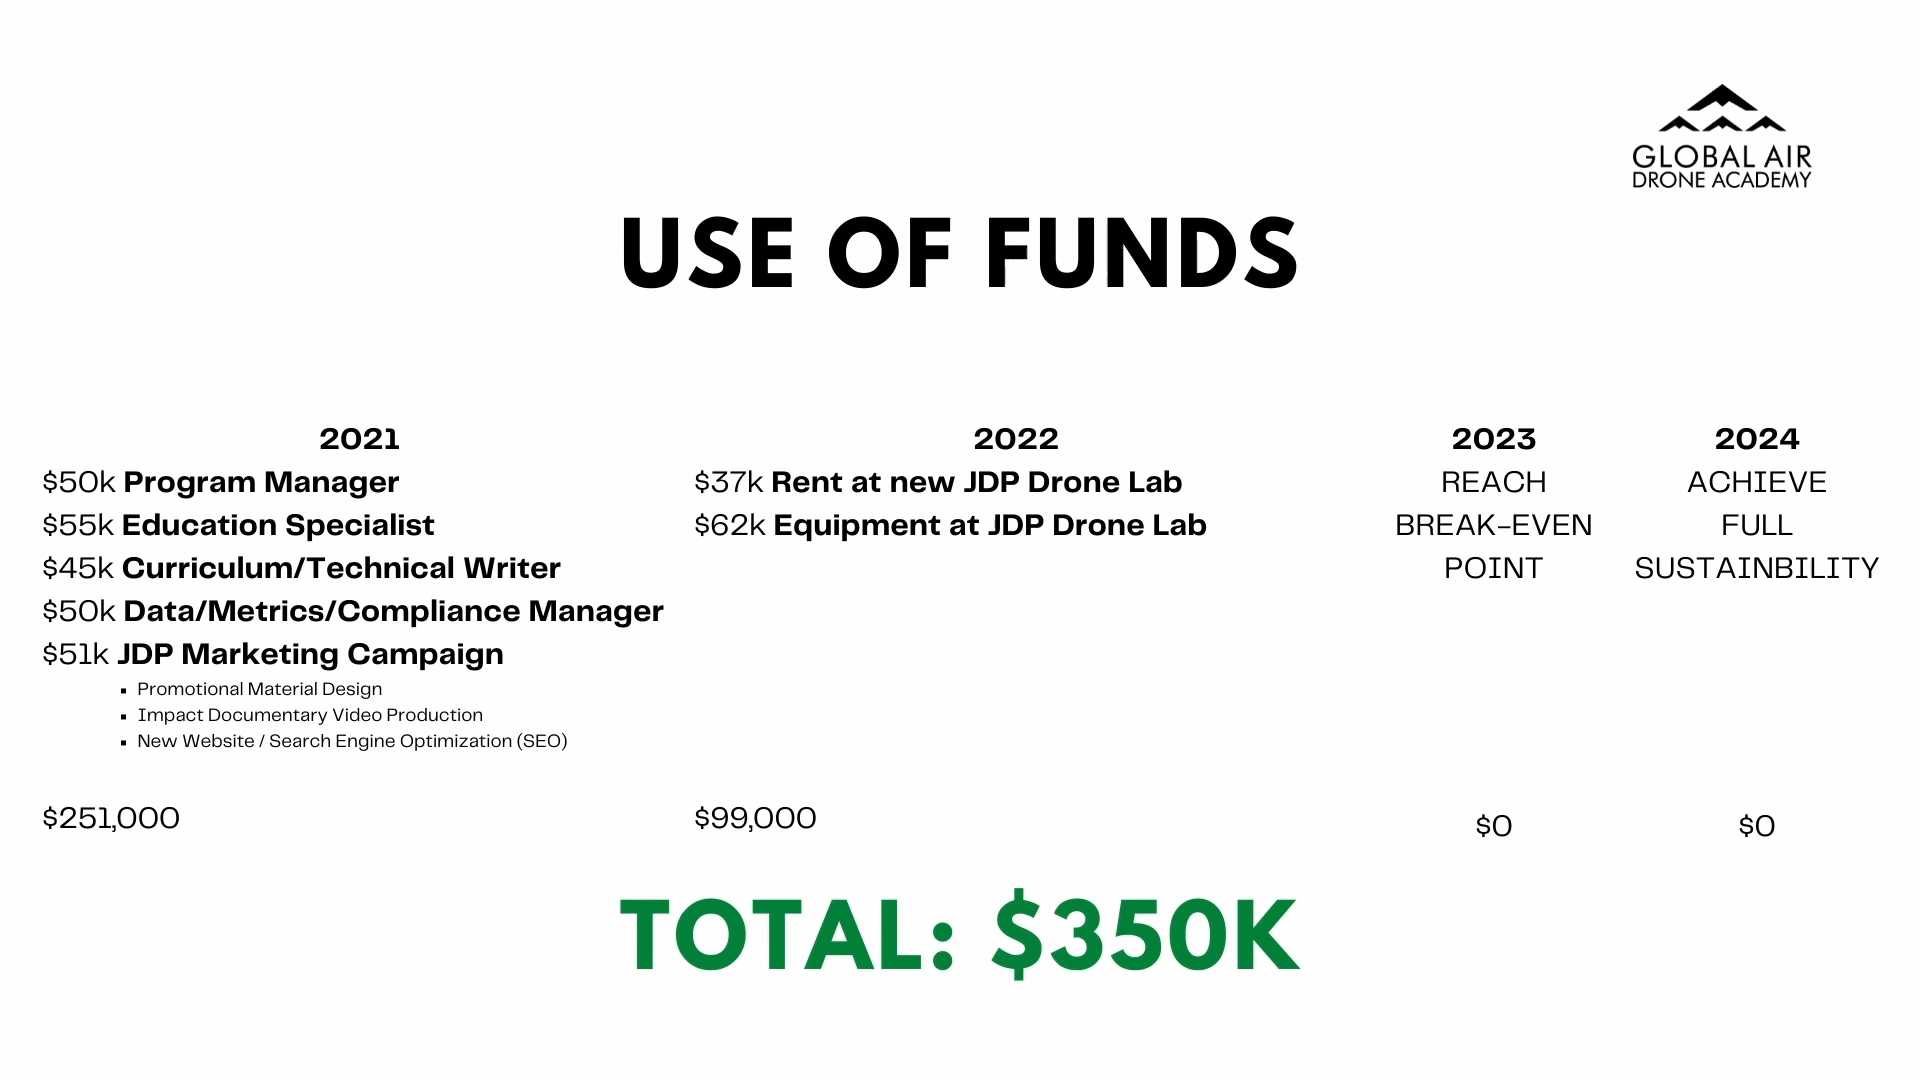 GLOBAL AIR
DRONE ACADEMY
USE OF FUNDS
2021
$50k Program Manager
$55k Education Specialist
$45k Curriculum/Technical Writer
$50k Data/Metrics/Compliance Manager
$51k JDP Marketing Campaign
▪ Promotional Material Design
▪ Impact Documentary Video Production
▪ New Website / Search Engine Optimization (SEO)
$251,000
2022
$37k Rent at new JDP Drone Lab
$62k Equipment at JDP Drone Lab
$99,000
2023
REACH
BREAK-EVEN
POINT
$0
2024
ACHIEVE
FULL
SUSTAINBILITY
$0
TOTAL: $350K